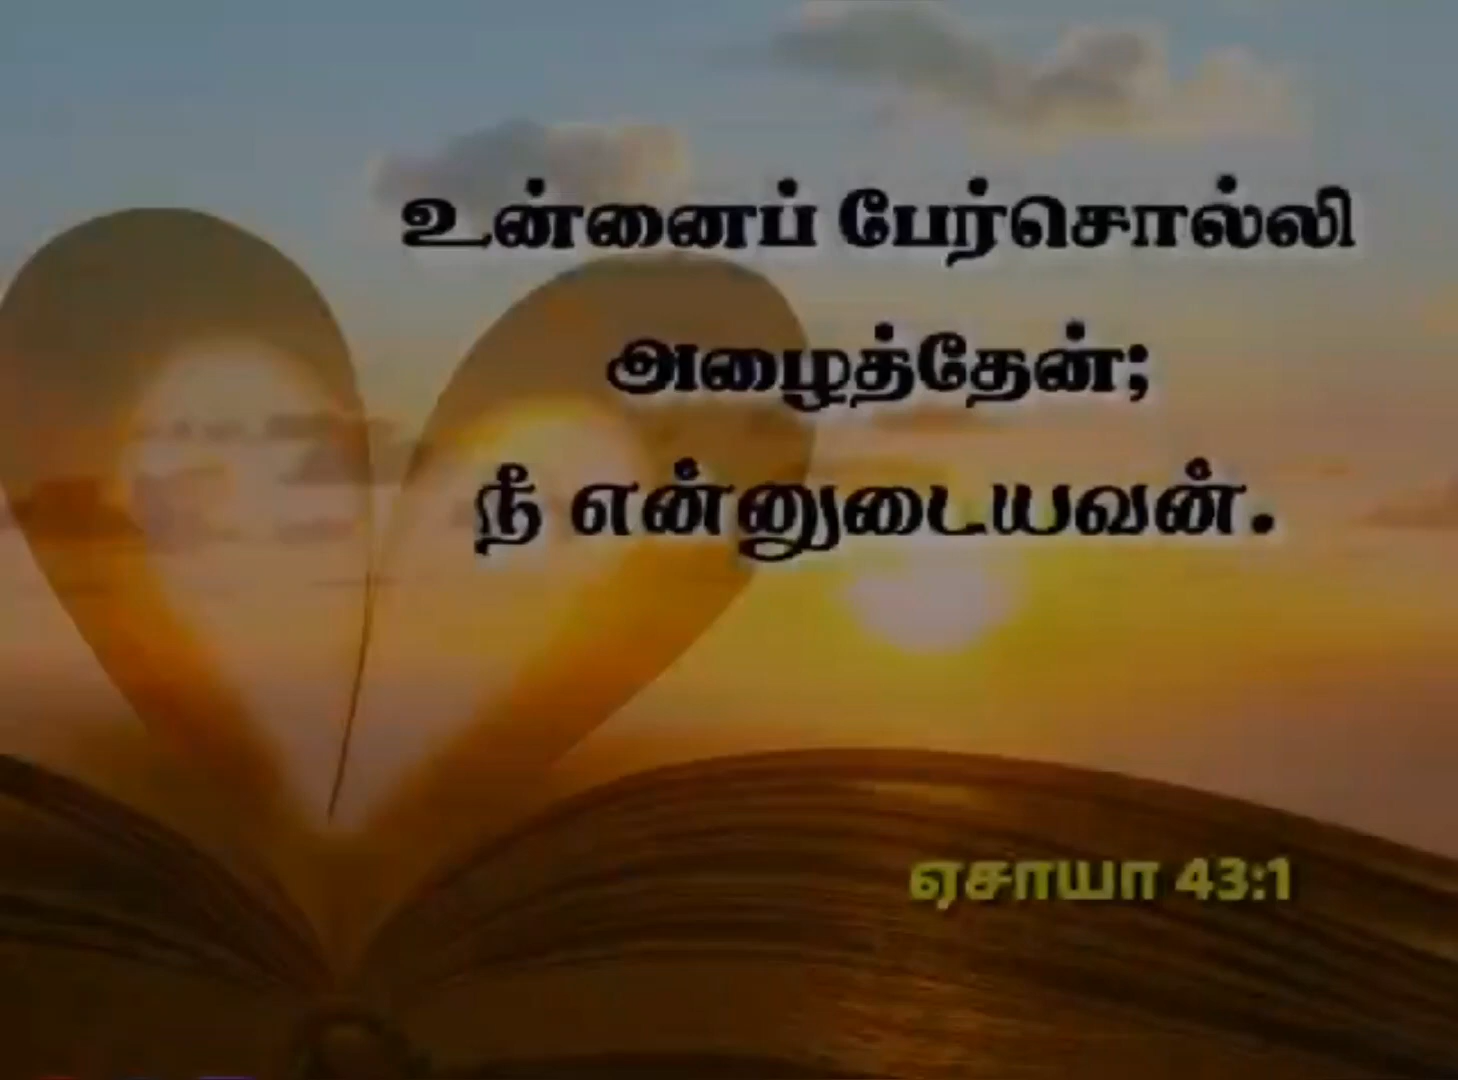 உன்னைப் பேர்சொல்லி
அழைத்தேன்;
நீ என்னுடையவன்.
ஏசாயா 43:1